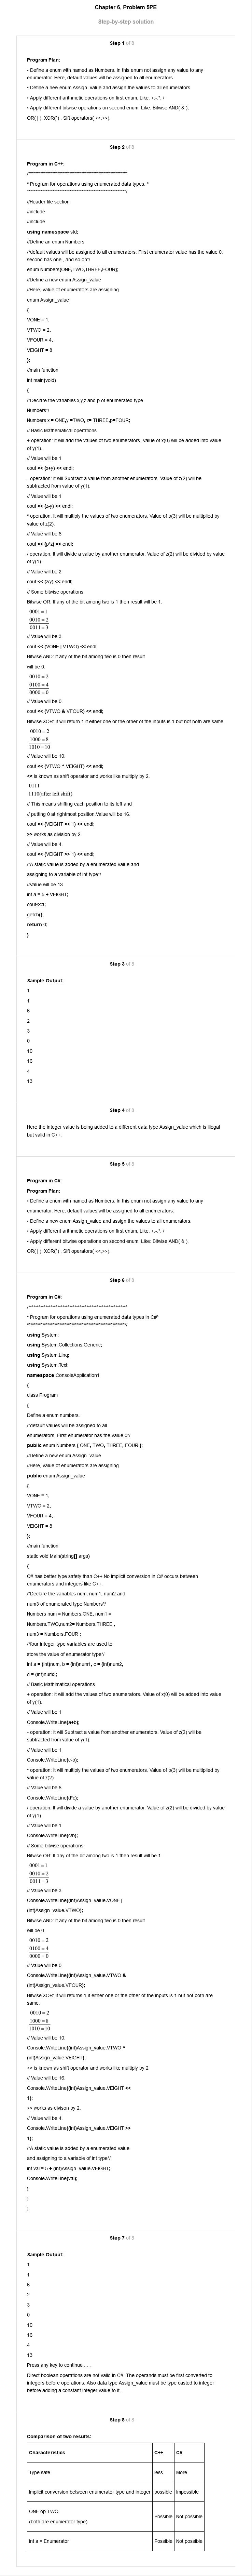 Chapter 6, Problem 5PE
Step-by-step solution
Step 1 of 8
Program Plan:
• Define a enum with named as Numbers. In this enum not assign any value to any
enumerator. Here, default values will be assigned to all enumerators.
• Define a new enum Assign_value and assign the values to all enumerators.
• Apply different arithmetic operations on first enum. Like: +,-,*, /
• Apply different bitwise operations on second enum. Like: Bitwise AND( & ),
OR( | ), XOR(^) , Sift operators( <<,>>).
Step 2 of 8
Program in C++:
/**************************************************
* Program for operations using enumerated data types. *
**************************************************/
//Header file section
#include
#include
using namespace std;
//Define an enum Numbers
/*default values will be assigned to all enumerators. First enumerator value has the value 0,
second has one , and so on*/
enum Numbers{ONE,TWO,THREE,FOUR};
//Define a new enum Assign_value
//Here, value of enumerators are assigning
enum Assign_value
{
VONE = 1,
VTWO = 2,
VFOUR = 4,
VEIGHT = 8
};
//main function
int main(void)
{
/*Declare the variables x,y,z and p of enumerated type
Numbers*/
Numbers x = ONE,y =TWO, z= THREE,p=FOUR;
// Basic Mathematical operations
+ operation: it will add the values of two enumerators. Value of x(0) will be added into value
of y(1).
// Value will be 1
cout << (x+y) << endl;
- operation: it will Subtract a value from another enumerators. Value of z(2) will be
subtracted from value of y(1).
// Value will be 1
cout << (z-y) << endl;
* operation: it will multiply the values of two enumerators. Value of p(3) will be multiplied by
value of z(2).
// Value will be 6
cout << (p*z) << endl;
/ operation: it will divide a value by another enumerator. Value of z(2) will be divided by value
of y(1).
// Value will be 2
cout << (z/y) << endl;
// Some bitwise operations
Bitwise OR: If any of the bit among two is 1 then result will be 1.
0001=1
0010=2
0011=3
// Value will be 3.
cout << (VONE | VTWO) << endl;
Bitwise AND: If any of the bit among two is 0 then result
will be 0.
0010=2
0100=4
0000=0
// Value will be 0.
cout << (VTWO & VFOUR) << endl;
Bitwise XOR: It will return 1 if either one or the other of the inputs is 1 but not both are same.
0010=2
1000=8
1010=10
// Value will be 10.
cout << (VTWO ^ VEIGHT) << endl;
<< is known as shift operator and works like multiply by 2.
0111
1110(after left shift)
// This means shifting each position to its left and
// putting 0 at rightmost position.Value will be 16.
cout << (VEIGHT << 1) << endl;
>> works as division by 2.
// Value will be 4.
cout << (VEIGHT >> 1) << endl;
/*A static value is added by a enumerated value and
assigning to a variable of int type*/
//Value will be 13
int a = 5 + VEIGHT;
cout<<a;
getch();
return 0;
}
Step 3 of 8
Sample Output:
1
1
6
2
3
0
10
16
4
13
Step 4 of 8
Here the integer value is being added to a different data type Assign_value which is illegal
but valid in C++.
Step 5 of 8
Program in C#:
Program Plan:
• Define a enum with named as Numbers. In this enum not assign any value to any
enumerator. Here, default values will be assigned to all enumerators.
• Define a new enum Assign_value and assign the values to all enumerators.
• Apply different arithmetic operations on first enum. Like: +,-,*, /
• Apply different bitwise operations on second enum. Like: Bitwise AND( & ),
OR( | ), XOR(^) , Sift operators( <<,>>).
Step 6 of 8
Program in C#:
/**************************************************
* Program for operations using enumerated data types in C#*
**************************************************/
using System;
using System.Collections.Generic;
using System.Linq;
using System.Text;
namespace ConsoleApplication1
{
class Program
{
Define a enum numbers.
/*default values will be assigned to all
enumerators. First enumerator has the value 0*/
public enum Numbers { ONE, TWO, THREE, FOUR };
//Define a new enum Assign_value
//Here, value of enumerators are assigning
public enum Assign_value
{
VONE = 1,
VTWO = 2,
VFOUR = 4,
VEIGHT = 8
};
//main function
static void Main(string[] args)
{
C# has better type safety than C++.No implicit conversion in C# occurs between
enumerators and integers like C++
/*Declare the variables num, num1, num2 and
num3 of enumerated type Numbers*/
Numbers num = Numbers.ONE, num1 =
Numbers.TWO,num2= Numbers.THREE ,
num3 = Numbers.FOUR ;
/*four integer type variables are used to
store the value of enumerator type*/
int a = (int)num, b = (int)num1, c = (int)num2,
d = (int)num3;
// Basic Mathimatical operations
+ operation: it will add the values of two enumerators. Value of x(0) will be added into value
of y(1).
// Value will be 1
Console.WriteLine(a+b);
- operation: it will Subtract a value from another enumerators. Value of z(2) will be
subtracted from value of y(1).
// Value will be 1
Console.WriteLine(c-b);
* operation: it will multiply the values of two enumerators. Value of p(3) will be multiplied by
value of z(2).
// Value will be 6
Console.WriteLine(d*c);
/ operation: it will divide a value by another enumerator. Value of z(2) will be divided by value
of y(1).
// Value will be 1
Console.WriteLine(c/b);
// Some bitwise operations
Bitwise OR: If any of the bit among two is 1 then result will be 1.
0001=1
0010=2
0011=3
// Value will be 3.
Console.WriteLine((int)Assign_value.VONE |
(int)Assign_value.VTWO);
Bitwise AND: If any of the bit among two is 0 then result
will be 0.
0010=2
0100=4
0000=0
// Value will be 0.
Console.WriteLine((int)Assign_value.VTWO &
(int)Assign_value.VFOUR);
Bitwise XOR: It will returns 1 if either one or the other of the inputs is 1 but not both are
same.
0010=2
1000=8
1010=10
// Value will be 10.
Console.WriteLine((int)Assign_value.VTWO ^
(int)Assign_value.VEIGHT);
<< is known as shift operator and works like multiply by 2
// Value will be 16.
Console.WriteLine((int)Assign_value.VEIGHT <<
1);
>> works as divison by 2.
// Value will be 4.
Console.WriteLine((int)Assign_value.VEIGHT >>
1);
/*A static value is added by a enumerated value
and assigning to a variable of int type*/
int val = 5 + (int)Assign_value.VEIGHT;
Console.WriteLine(val);
}
}
}
Step 7 of 8
Sample Output:
1
1
6
2
3
0
10
16
4
13
Press any key to continue . . .
Direct boolean operations are not valid in C#. The operands must be first converted to
integers before operations. Also data type Assign_value must be type casted to integer
before adding a constant integer value to it.
Step 8 of 8
Comparison of two results:
Characteristics C++ C#
Type safe less More
Implicit conversion between enumerator type and integer possible impossible
ONE op TWO
(both are enumerator type) Possible Not possible
Int a = Enumerator Possible Not possible